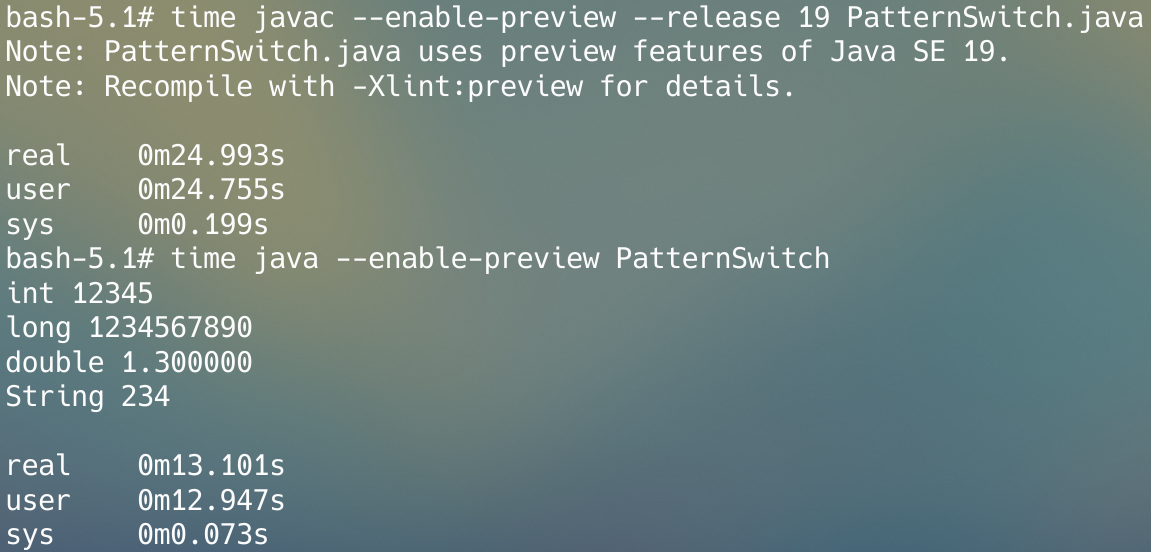 bash-5.1# time javac --enable-preview --release 19 PatternSwitch.java
Note: PatternSwitch.java uses preview features of Java SE 19.
Note: Recompile with -Xlint:preview for details.
real    0m24.993s
user    0m24.755s
sys     0m0.199s
bash-5.1# time java --enable-preview PatternSwitch
int 12345
long 1234567890
double 1.300000
String 234
real    0m13.101s
user    0m12.947s
sys     0m0.073s